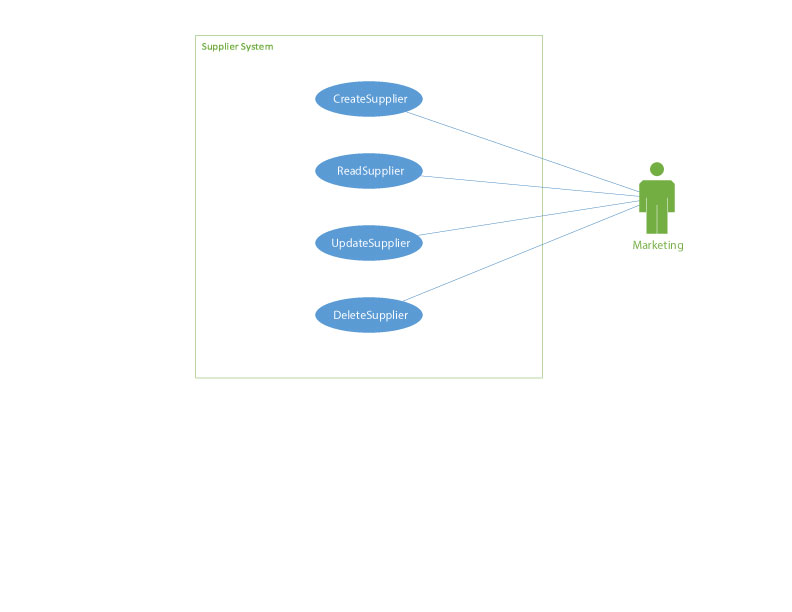 Supplier System
CreateSupplier
ReadSupplier
UpdateSupplier
DeleteSupplier
Marketing